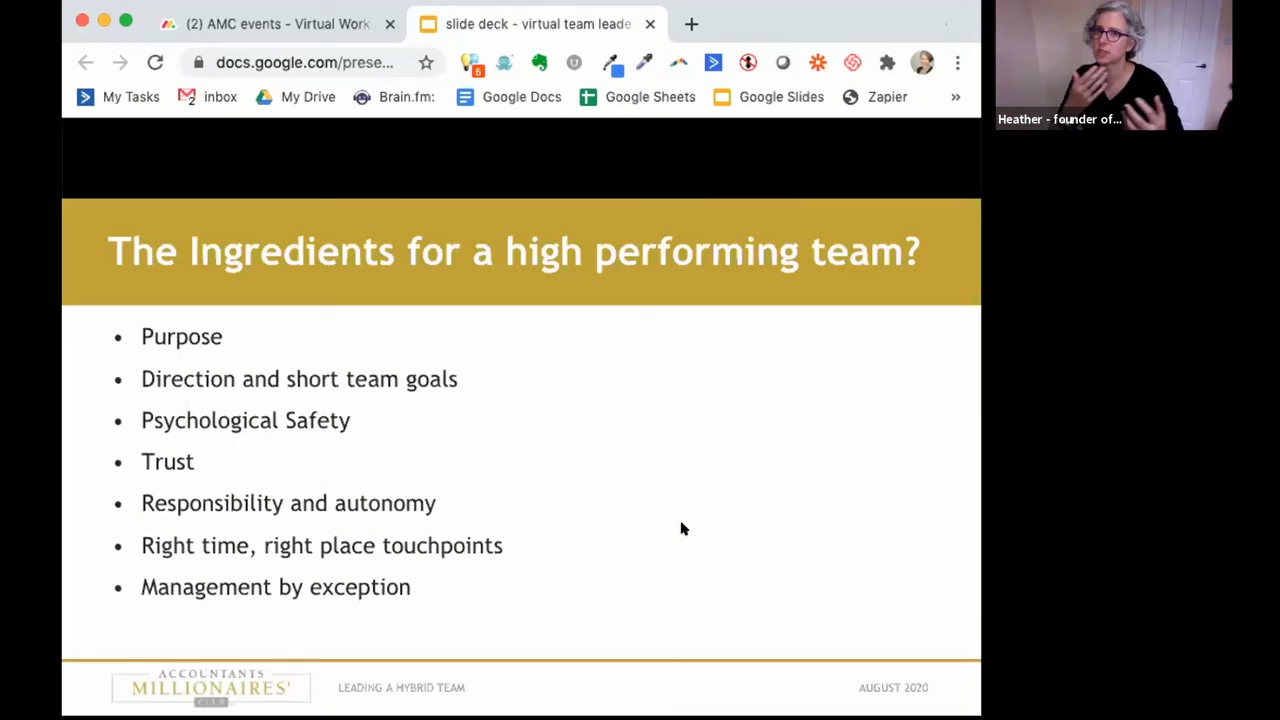 (2) AMC events - Virtual Work
slide deck - virtual team leade
docs.google.com/prese...
5
My Tasks
inbox
My Drive
Brain.fm:
Google Docs
Google Sheets
Google Slides
Zapier
»
Heather - founder of...
The Ingredients for a high performing team?
• Purpose
• Direction and short team goals
• Psychological Safety
• Trust
• Responsibility and autonomy
• Right time, right place touchpoints
• Management by exception
ACCOUNTANTS
MILLIONAIRES'
CLUB
LEADING A HYBRID TEAM
AUGUST 2020